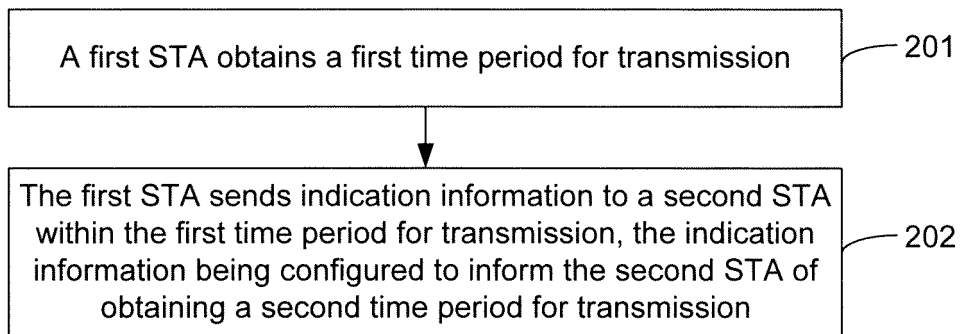 A first STA obtains a first time period for transmission
201
The first STA sends indication information to a second STA
within the first time period for transmission, the indication
information being configured to inform the second STA of
obtaining a second time period for transmission
202